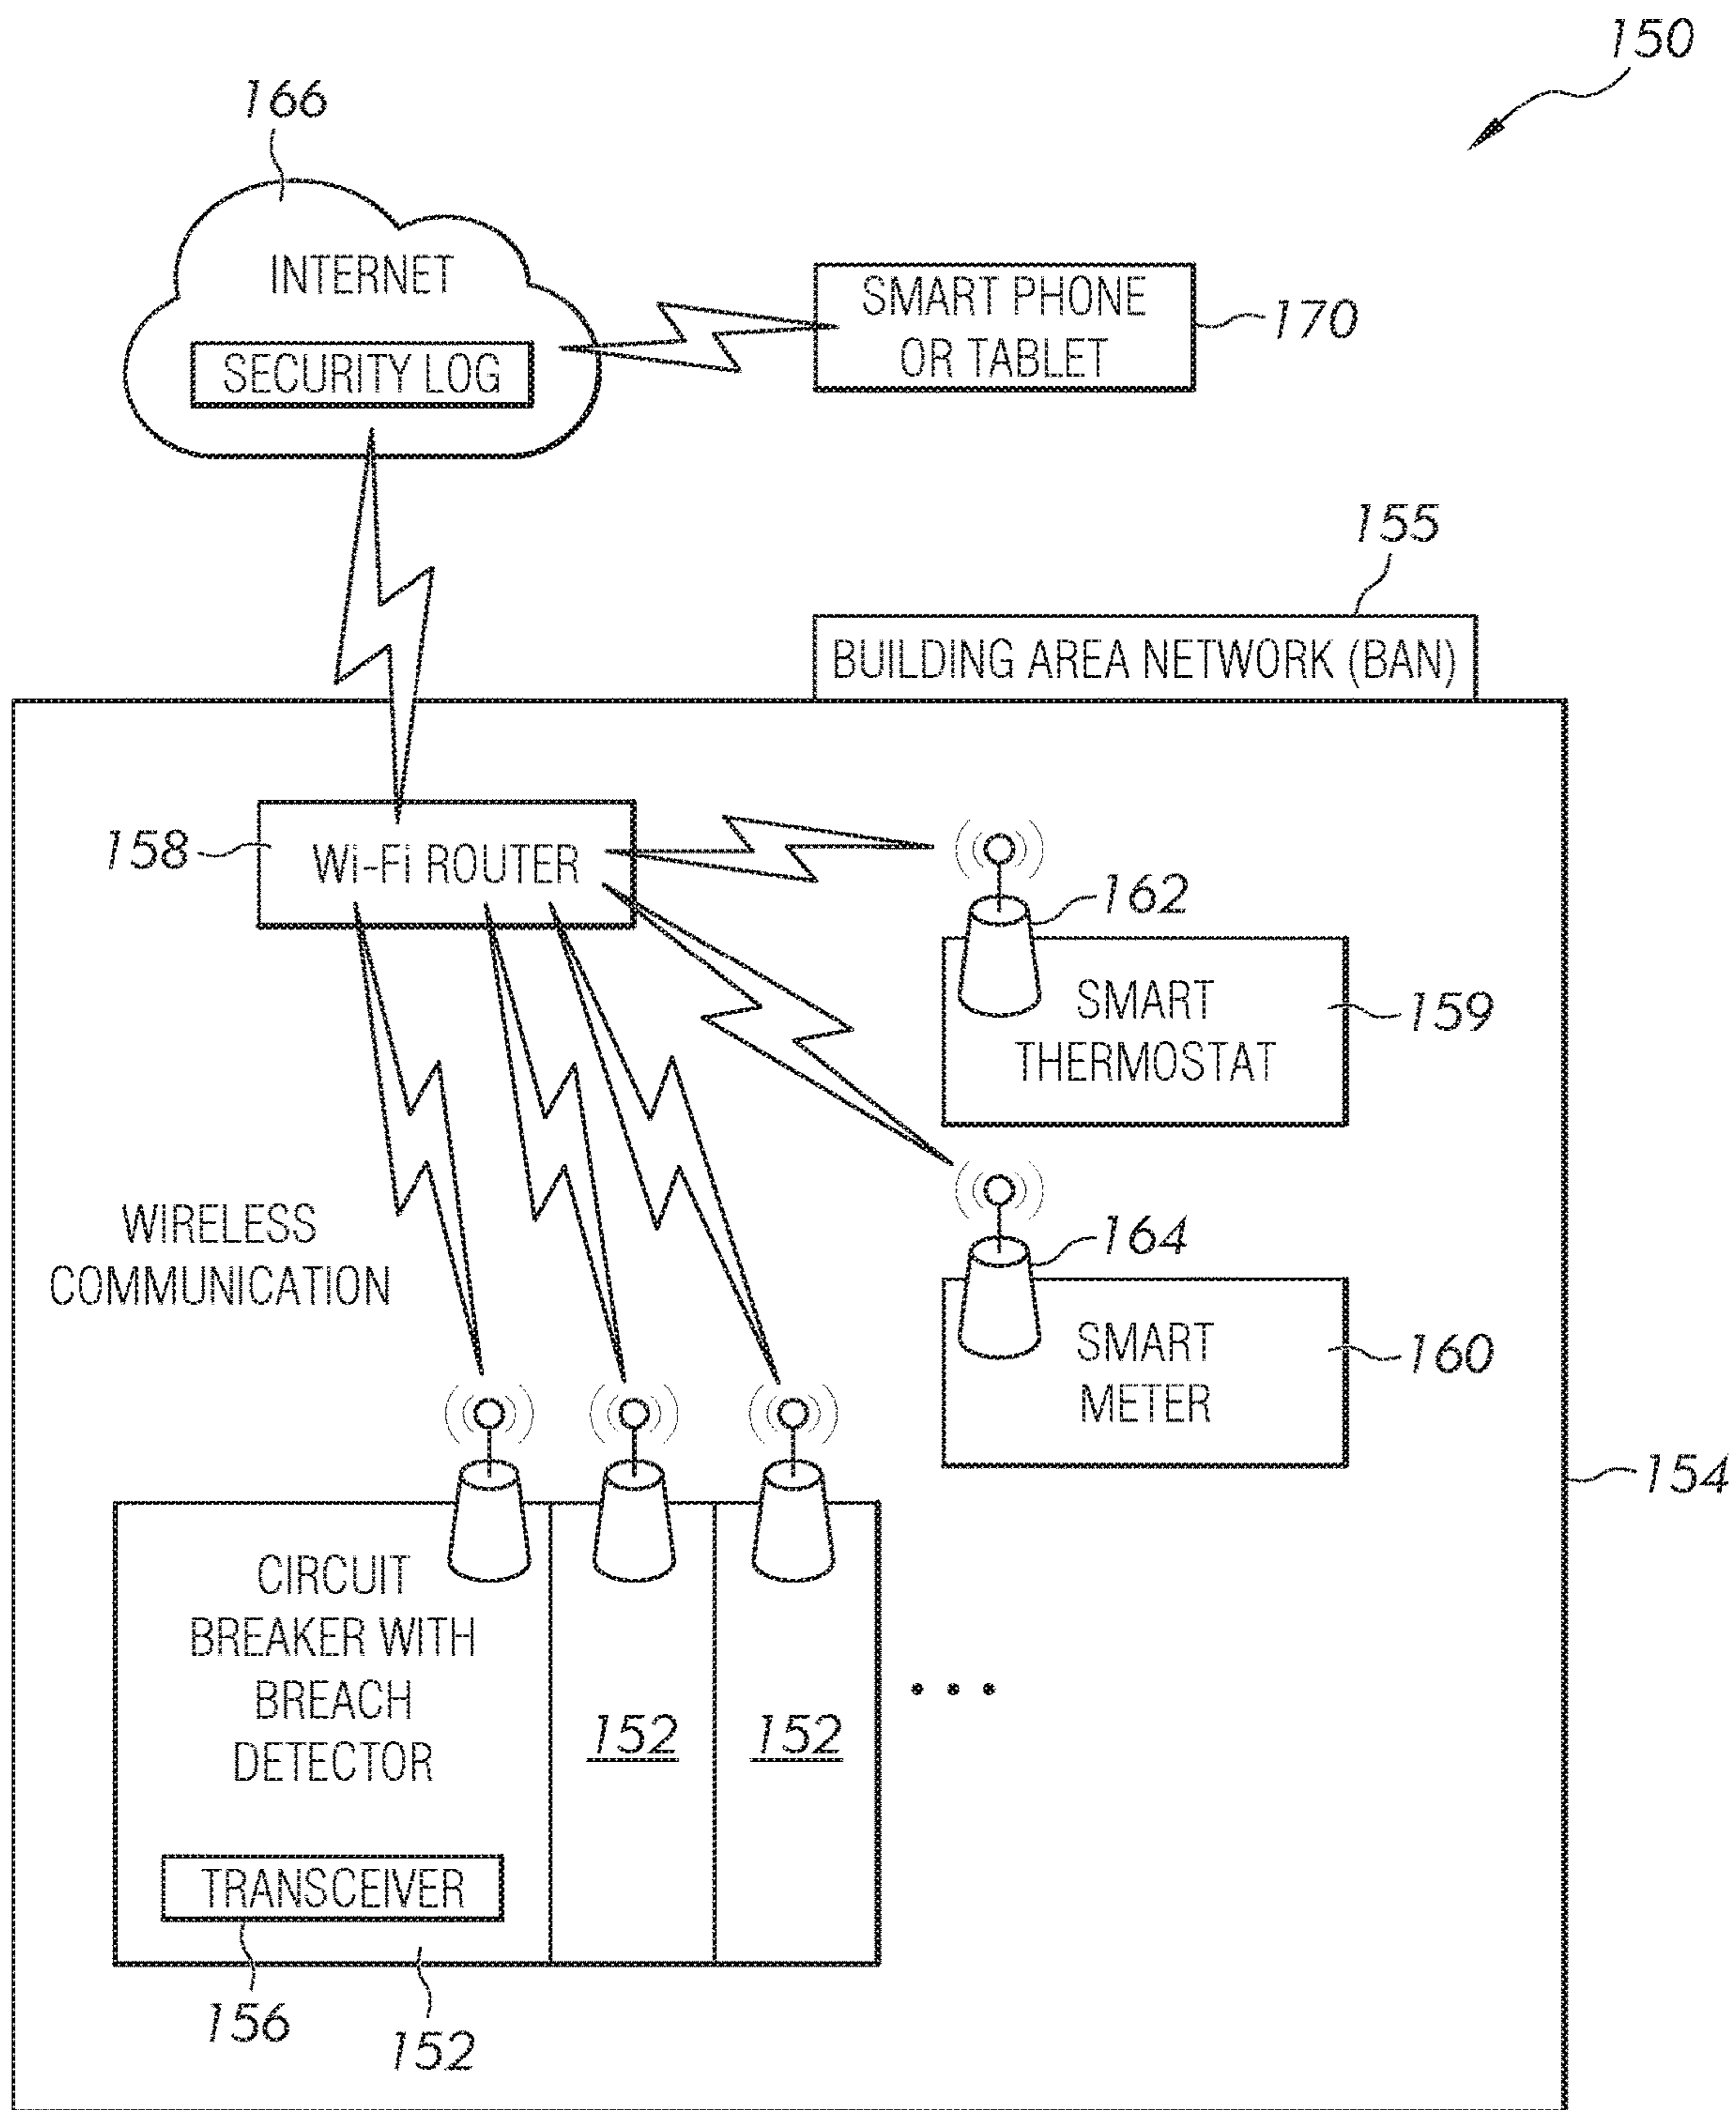 150
166
INTERNET
SECURITY LOG
SMART PHONE
OR TABLET
170
155
BUILDING AREA NETWORK (BAN)
158
Wi-Fi ROUTER
162
SMART
THERMOSTAT
159
WIRELESS
COMMUNICATION
164
SMART
METER
160
154
CIRCUIT
BREAKER WITH
BREACH
DETECTOR
152
152
TRANSCEIVER
156
152